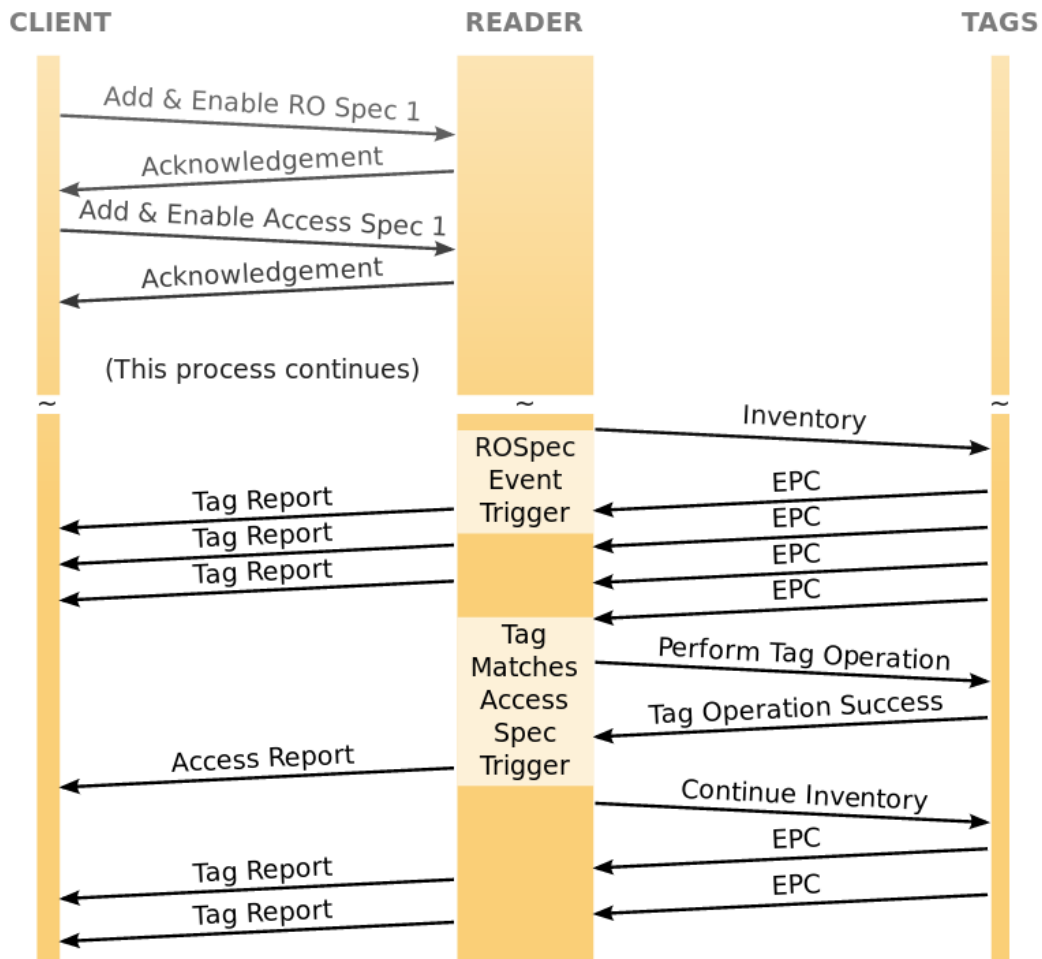 CLIENT
READER
TAGS
Add & Enable RO Spec 1
Acknowledgement
Add & Enable Access Spec 1
Acknowledgement
(This process continues)
~
~
~
Inventory
ROSpec
Event
Trigger
EPC
Tag Report
EPC
Tag Report
EPC
Tag Report
EPC
Tag
Matches
Access
Spec
Trigger
Perform Tag Operation
Tag Operation Success
Access Report
Continue Inventory
EPC
Tag Report
EPC
Tag Report